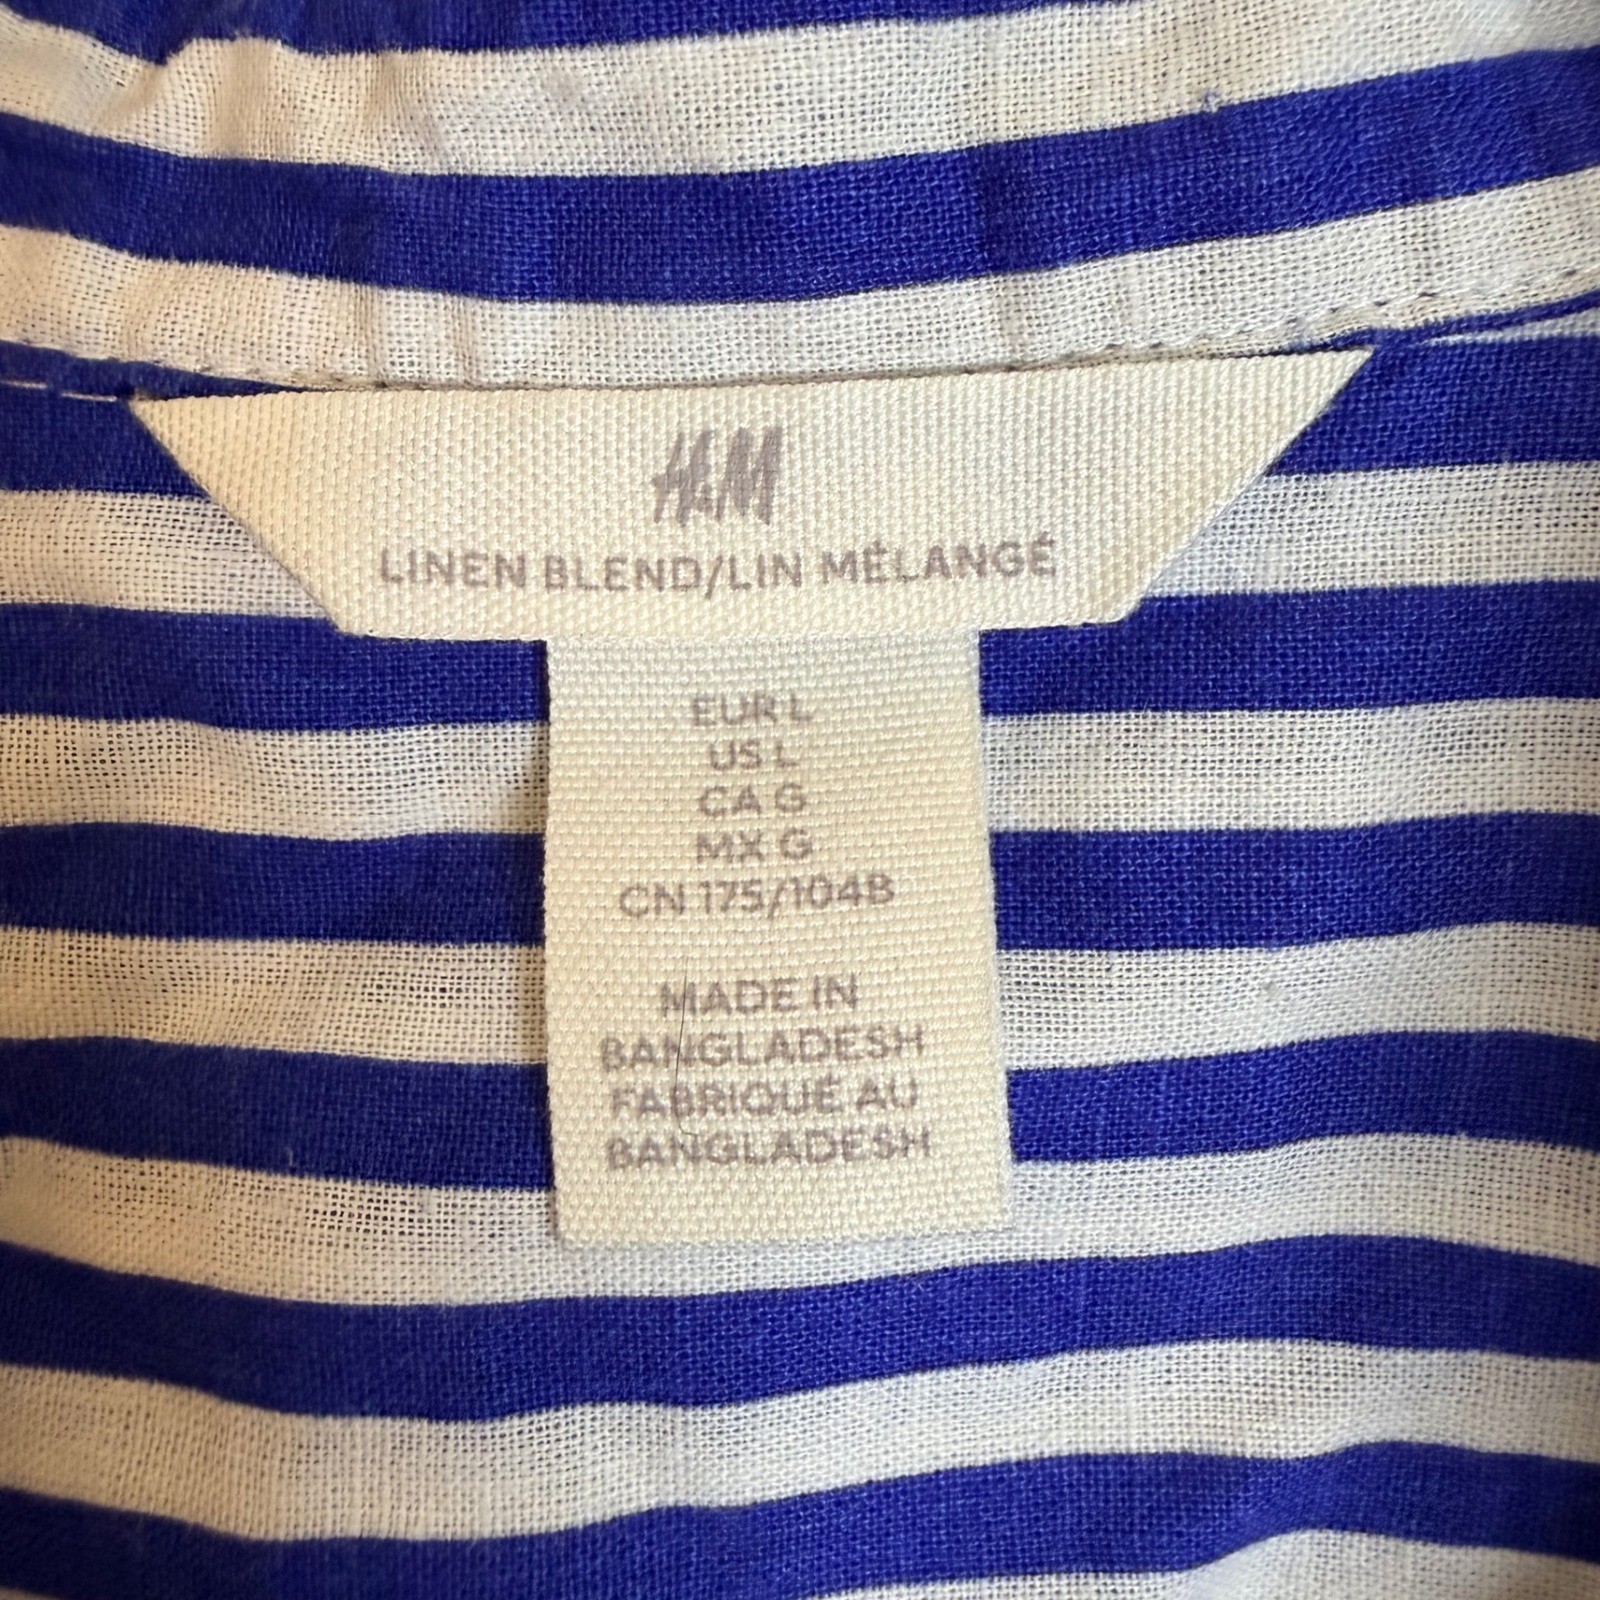 H&M
LINEN BLEND/LIN MÉLANGÉ
EUR L
US L
CA G
MX G
CN 175/104B
MADE IN
BANGLADESH
FABRIQUÉ AU
BANGLADESH